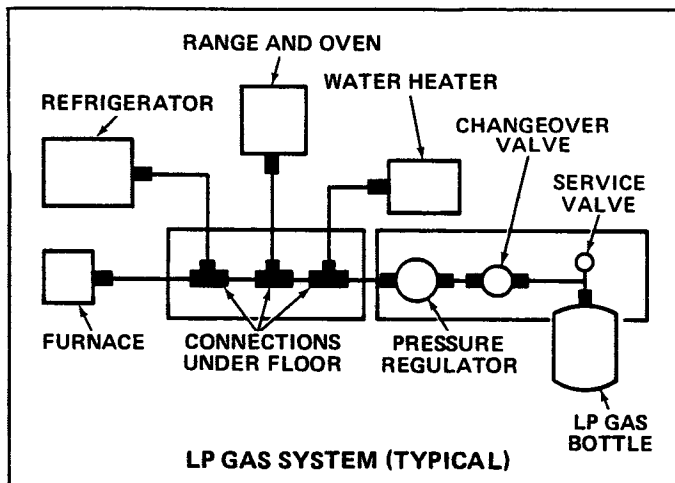 RANGE AND OVEN
WATER HEATER
REFRIGERATOR
CHANGEOVER
VALVE
SERVICE
VALVE
FURNACE
CONNECTIONS
UNDER FLOOR
PRESSURE
REGULATOR
LP GAS
BOTTLE
LP GAS SYSTEM (TYPICAL)